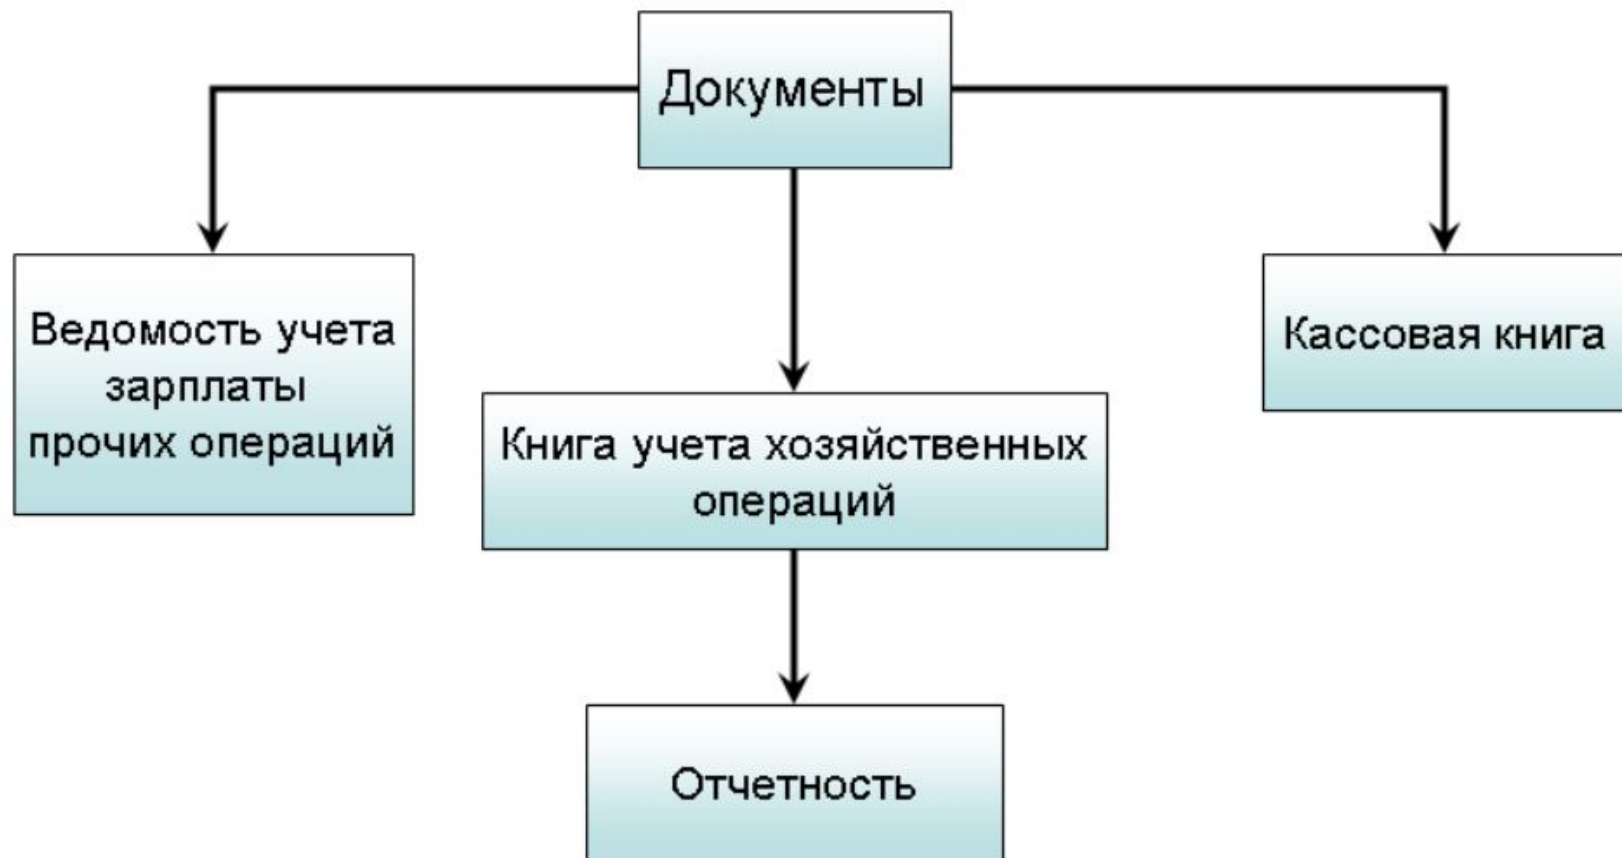 Документы
Ведомость учета
зарплаты
прочих операций
Книга учета хозяйственных
операций
Кассовая книга
Отчетность